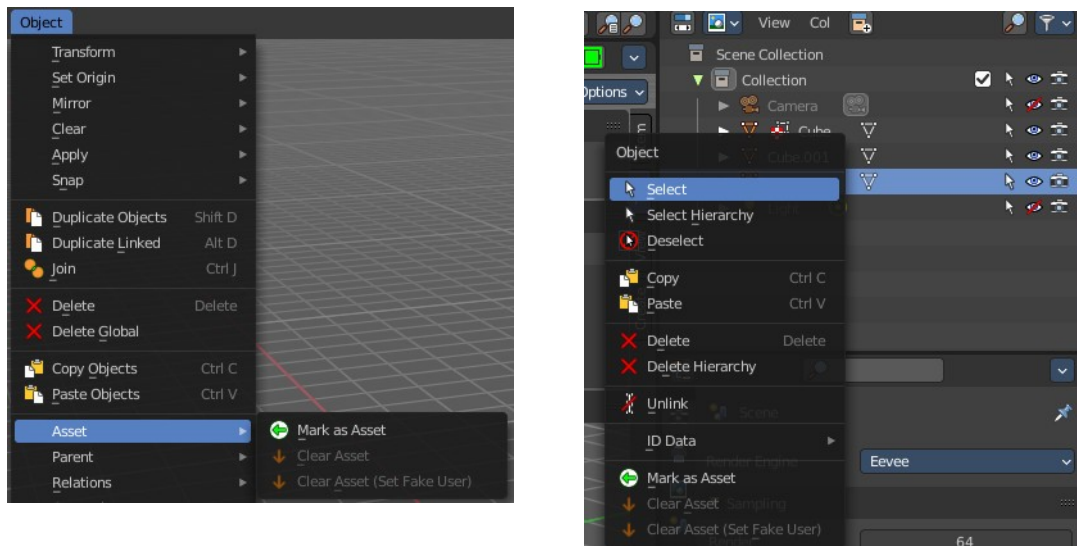 Object
Transform
Set Origin
Mirror
Clear
Apply
Snap
Duplicate Objects Shift D
Duplicate Linked Alt D
Join Ctrl J
Delete Delete
Delete Global
Copy Objects Ctrl C
Paste Objects Ctrl V
Asset
Mark as Asset
Parent
Clear Asset
Relations
Clear Asset (Set Fake User)
View Col
Scene Collection
Options
Collection
Camera
Cube
Object
Cube.001
Select
Select Hierarchy
Deselect
Copy Ctrl C
Paste Ctrl V
Delete Delete
Delete Hierarchy
Unlink
Scene
ID Data
Render Engine
Eevee
Mark as Asset
Clear Asset
Sampling
Clear Asset (Set Fake User)
Render
64